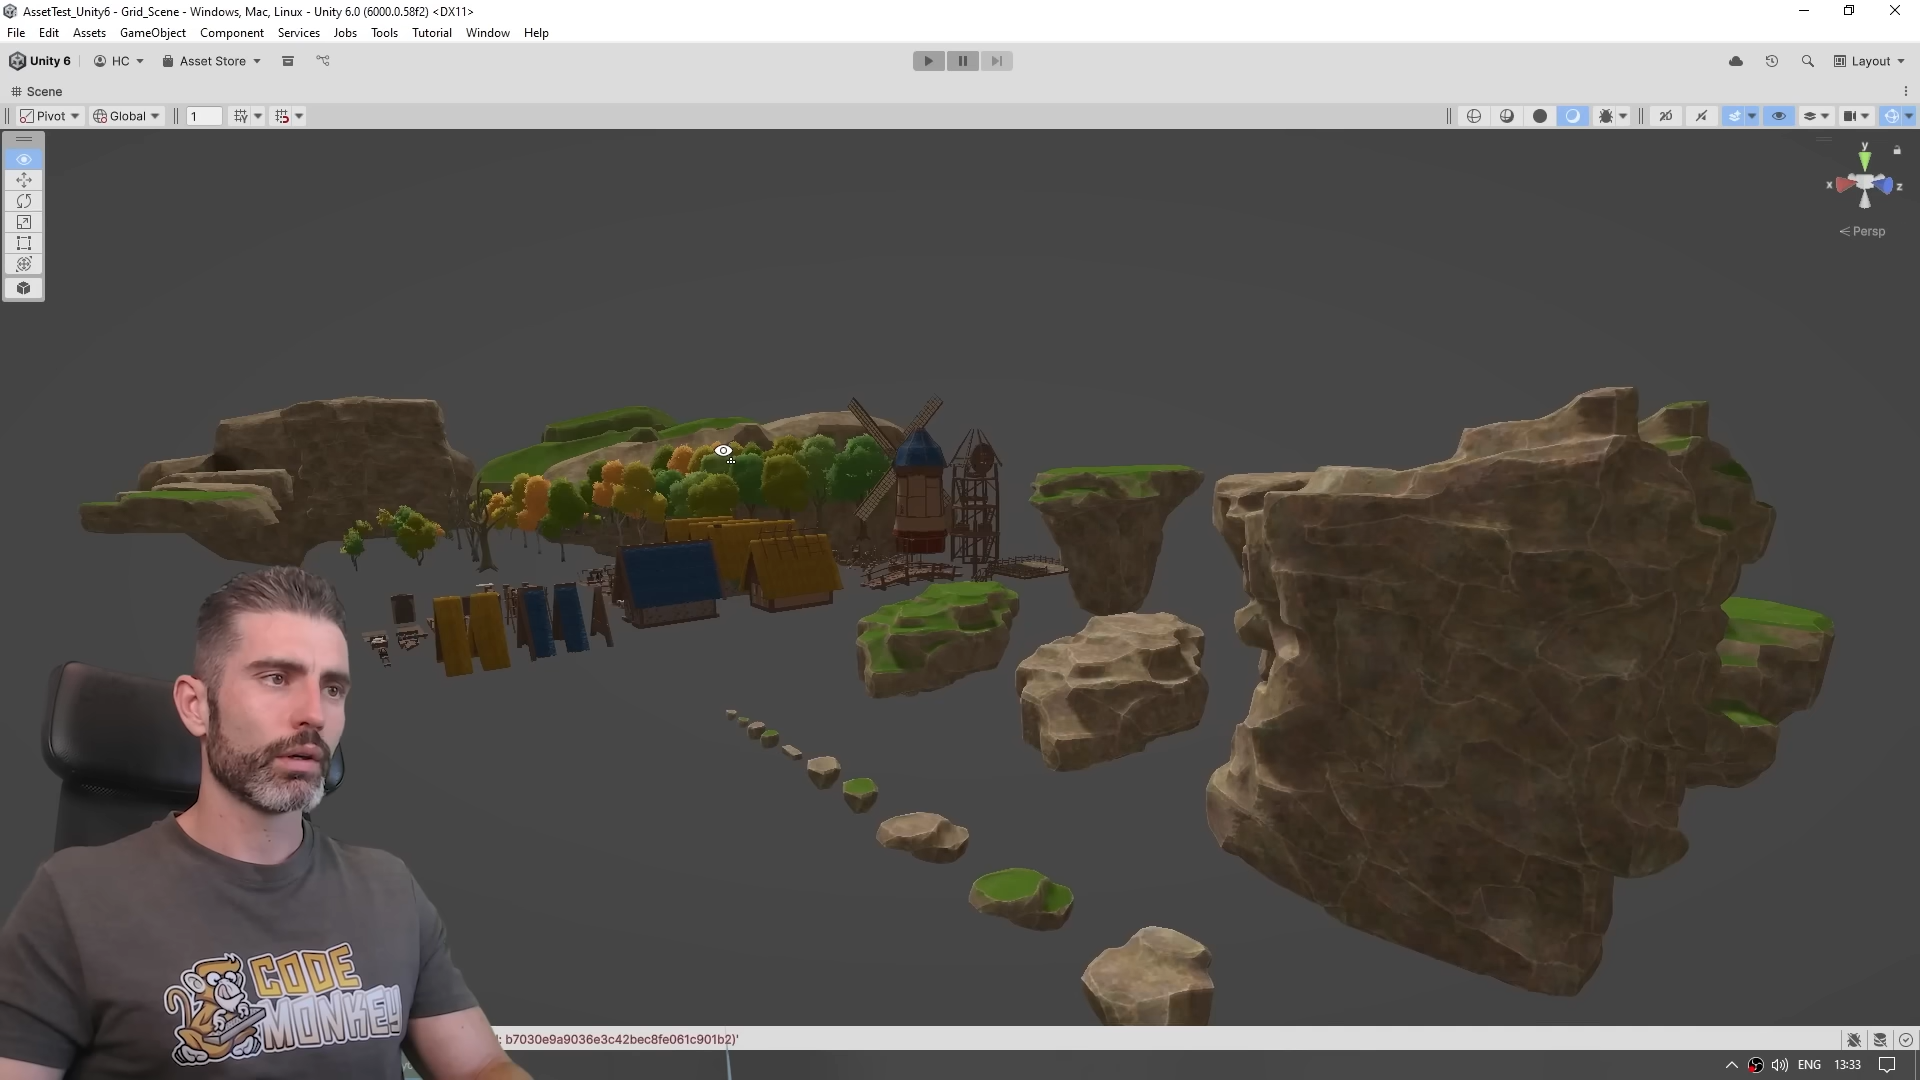 AssetTest_Unity6 - Grid_Scene - Windows, Mac, Linux - Unity 6.0 (6000.0.58f2) <DX11>
File Edit Assets GameObject Component Services Jobs Tools Tutorial Window Help
Unity 6 HC Asset Store Layout
Scene
Pivot Global 1 2D
y
x z
Persp
CODE
MONKEY
: b7030e9a9036e3c42bec8fe061c901b2)'
ENG 13:33